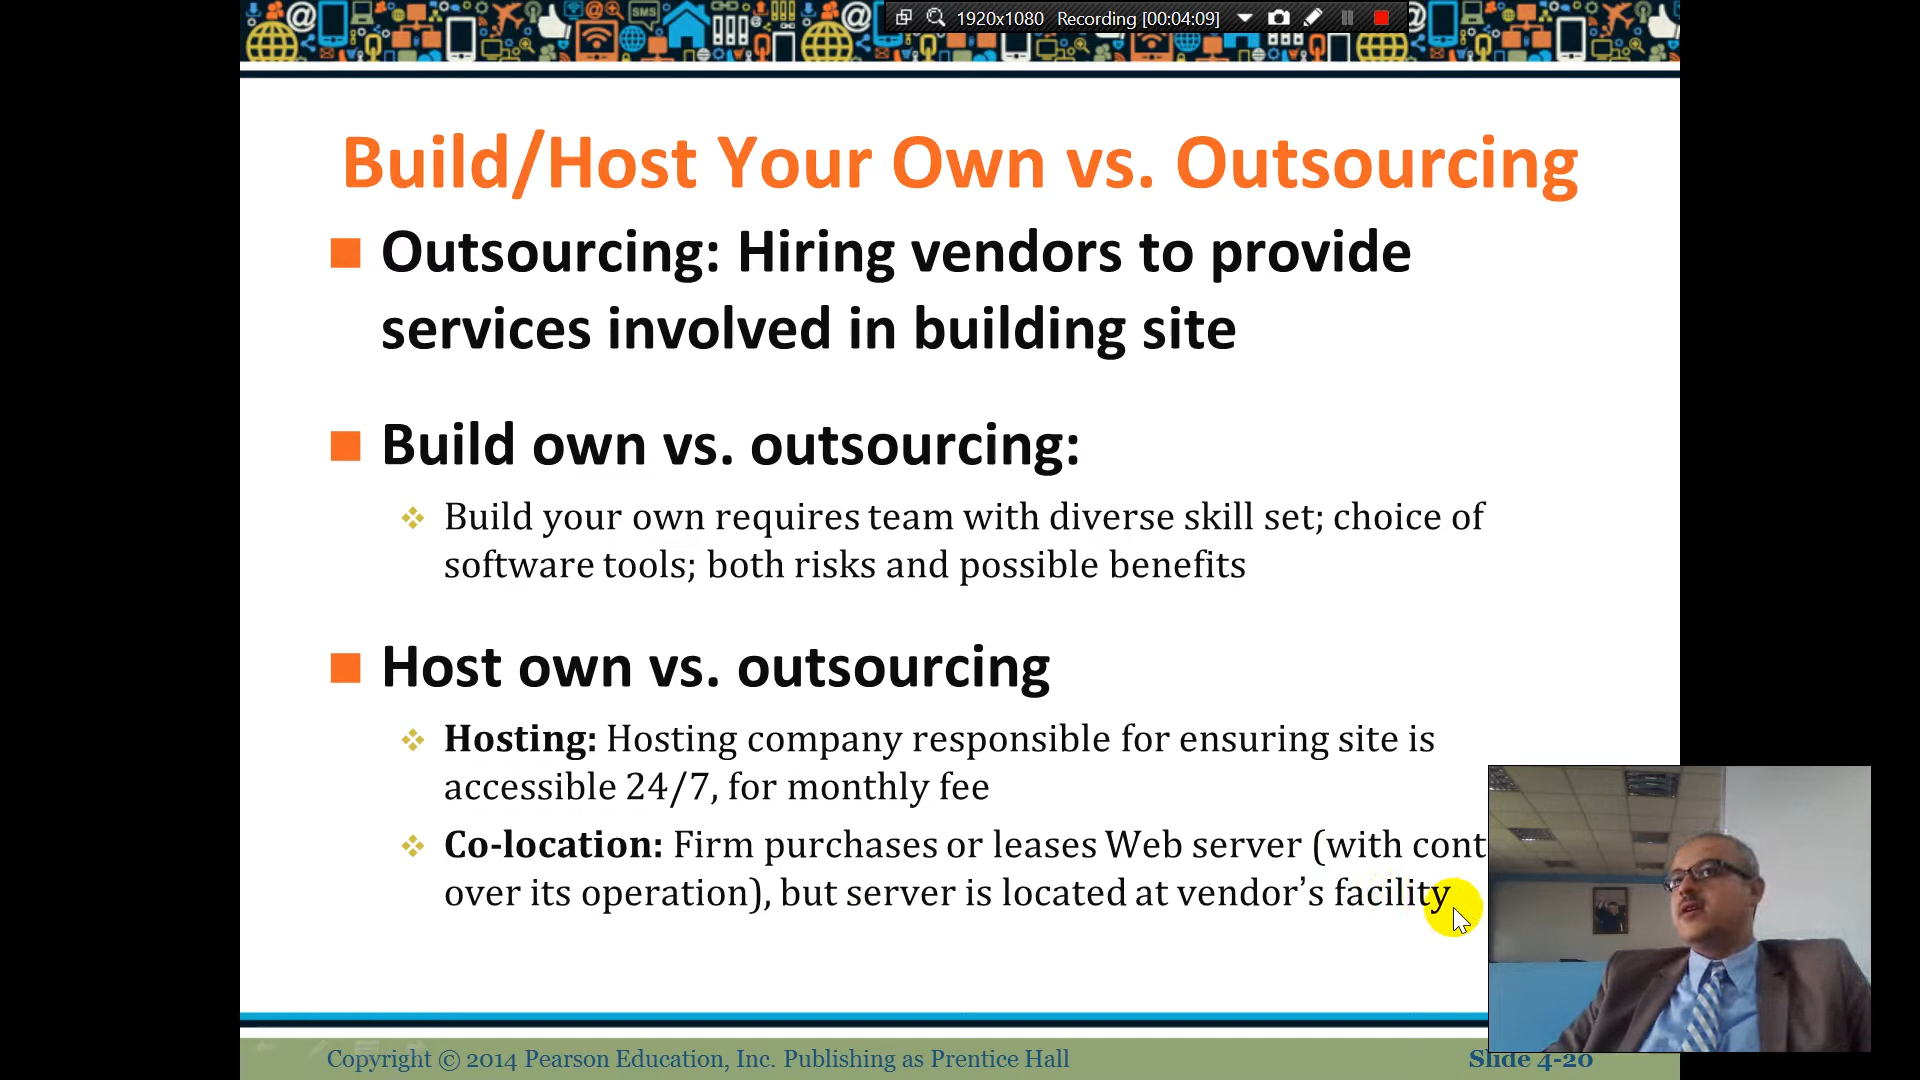 1920x1080 Recording [00:04:09]
SMS
Build/Host Your Own vs. Outsourcing
Outsourcing: Hiring vendors to provide
services involved in building site
Build own vs. outsourcing:
Build your own requires team with diverse skill set; choice of
software tools; both risks and possible benefits
Host own vs. outsourcing
Hosting: Hosting company responsible for ensuring site is
accessible 24/7, for monthly fee
Co-location: Firm purchases or leases Web server (with cont
over its operation), but server is located at vendor’s facility
Copyright © 2014 Pearson Education, Inc. Publishing as Prentice Hall
Slide 4-20